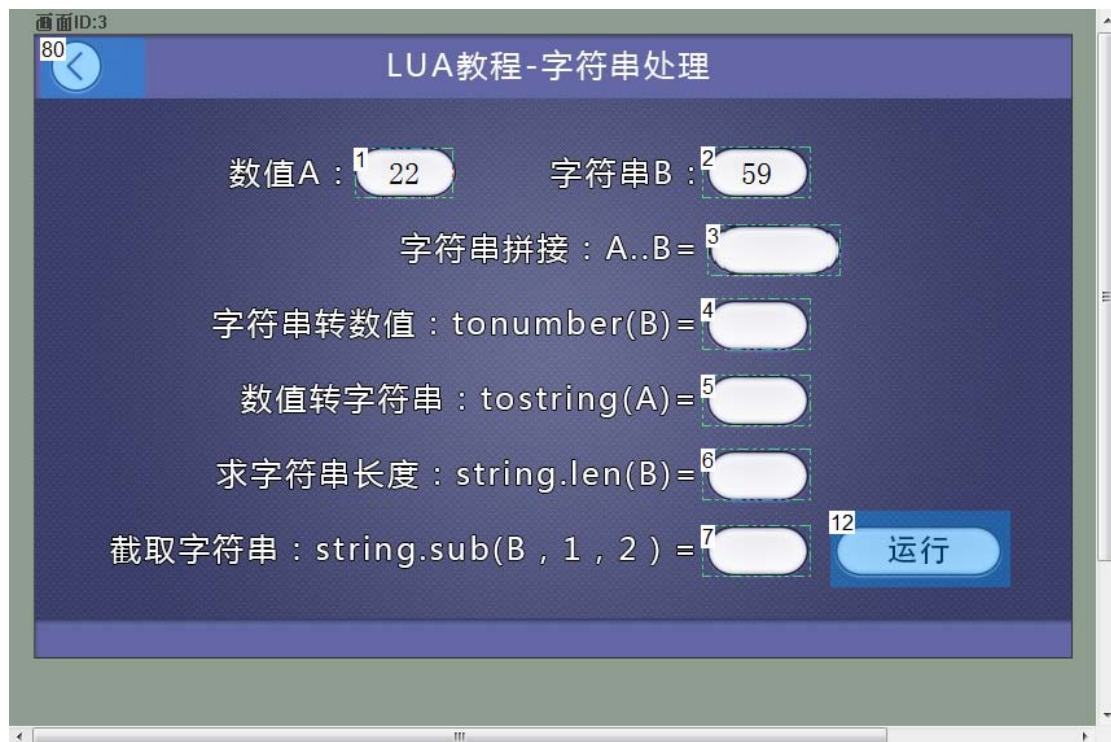 画面ID:3
80
LUA教程-字符串处理
数值A：1 22 字符串B：2 59
字符串拼接：A..B= 3
字符串转数值：tonumber(B)= 4
数值转字符串：tostring(A)= 5
求字符串长度：string.len(B)= 6
截取字符串：string.sub(B，1，2）= 7 12 运行